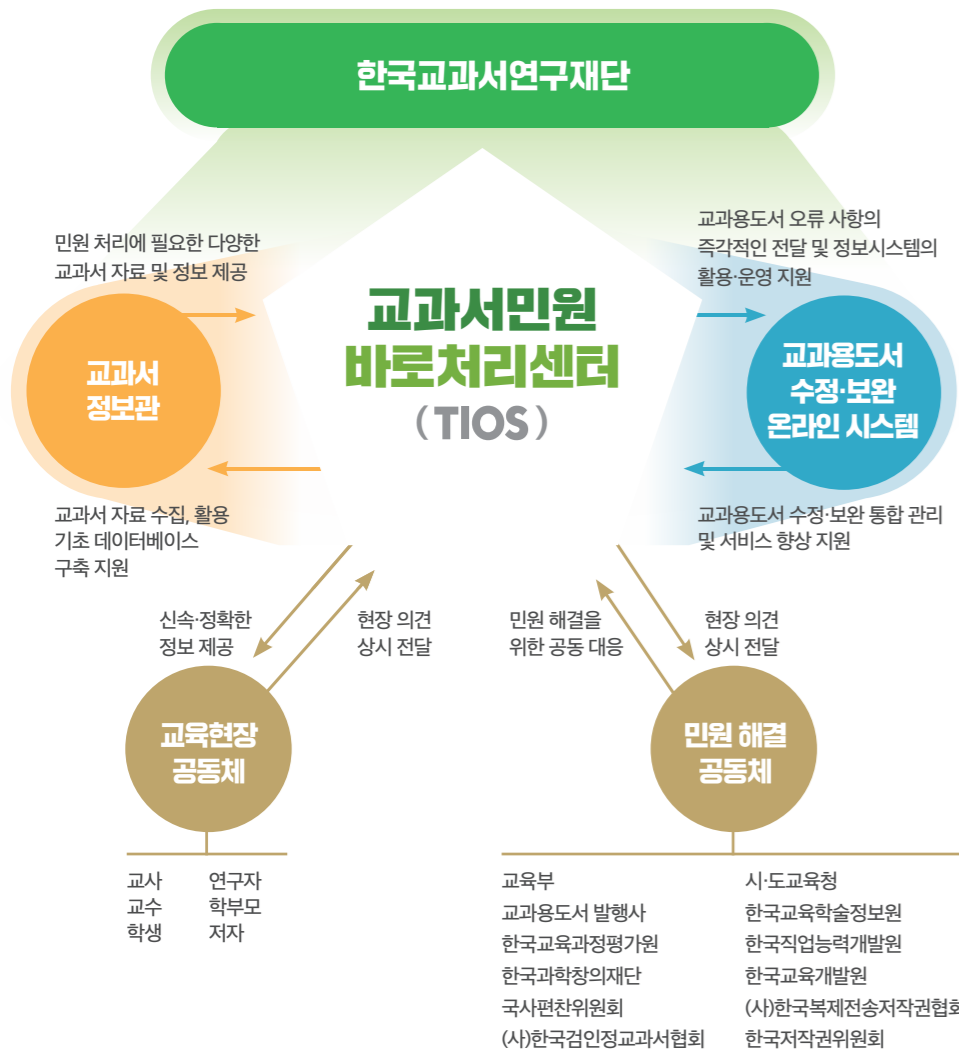 한국교과서연구재단
민원 처리에 필요한 다양한
교과서 자료 및 정보 제공
교과용도서 오류 사항의
즉각적인 전달 및 정보시스템의
활용·운영 지원
교과서
정보관
교과서민원
바로처리센터
(TIOS)
교과용도서
수정·보완
온라인 시스템
교과서 자료 수집, 활용
기초 데이터베이스
구축 지원
교과용도서 수정·보완 통합 관리
및 서비스 향상 지원
신속·정확한
정보 제공
현장 의견
상시 전달
민원 해결을
위한 공동 대응
현장 의견
상시 전달
교육현장
공동체
민원 해결
공동체
교사
교수
학생
연구자
학부모
저자
교육부
교과용도서 발행사
한국교육과정평가원
한국과학창의재단
국사편찬위원회
(사)한국검인정교과서협회
시·도교육청
한국교육학술정보원
한국직업능력개발원
한국교육개발원
(사)한국복제전송저작권협회
한국저작권위원회